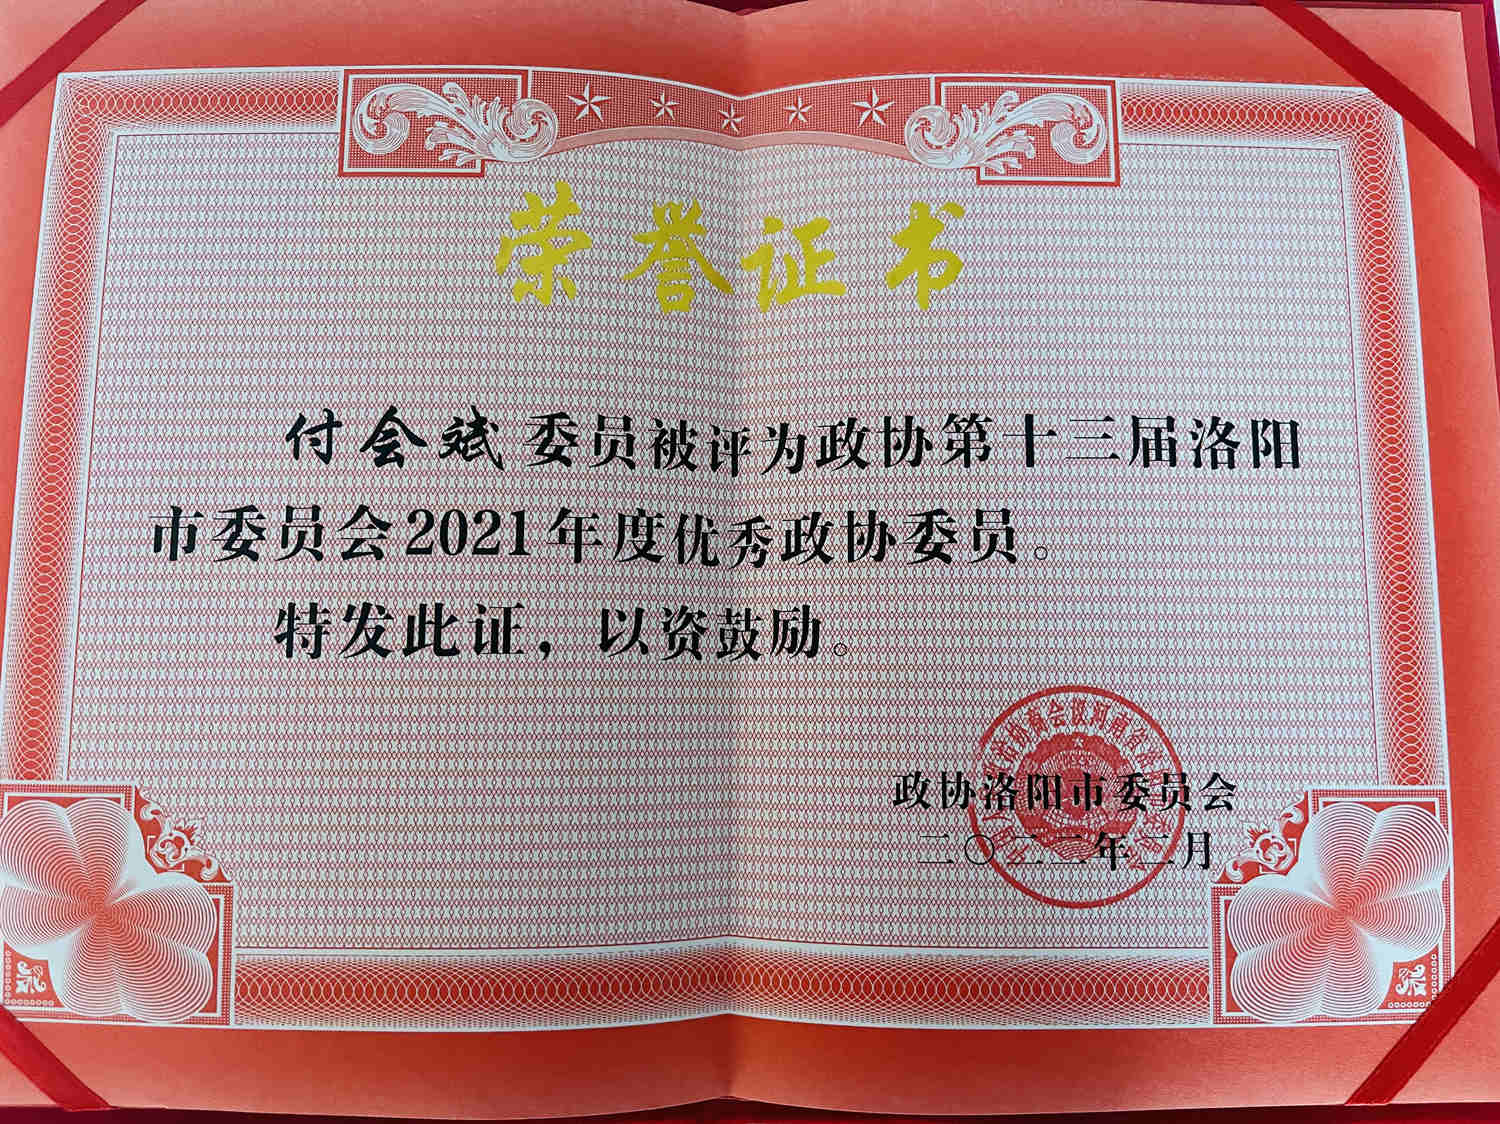 荣誉证书
付会斌委员被评为政协第十三届洛阳
市委员会2021年度优秀政协委员。
特发此证，以资鼓励。
政协洛阳市委员会
二〇二二年二月